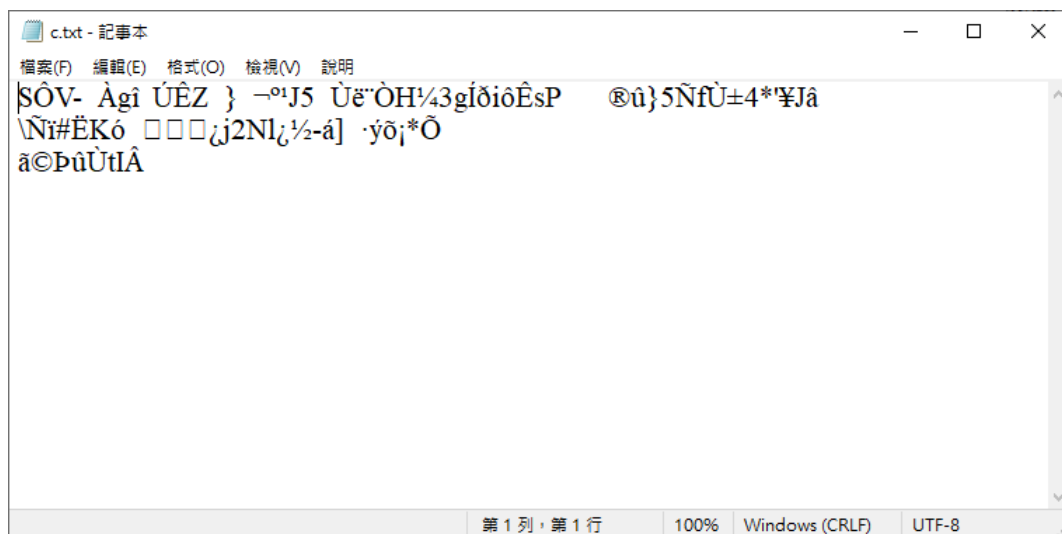 c.txt - 記事本
檔案(F) 編輯(E) 格式(O) 檢視(V) 說明
SÔV- Àgî ÚÊZ } ¬º¹J5 Ùë¨ÒH¼3gÍðiôÊsP ®û}5ÑfÙ±4*'¥Jâ
\Ñï#ËKó □□□¿j2Nl¿½-á] ·ýõ¡*Õ
ã©ÞûÙtIÂ
第 1 列，第 1 行 100% Windows (CRLF) UTF-8